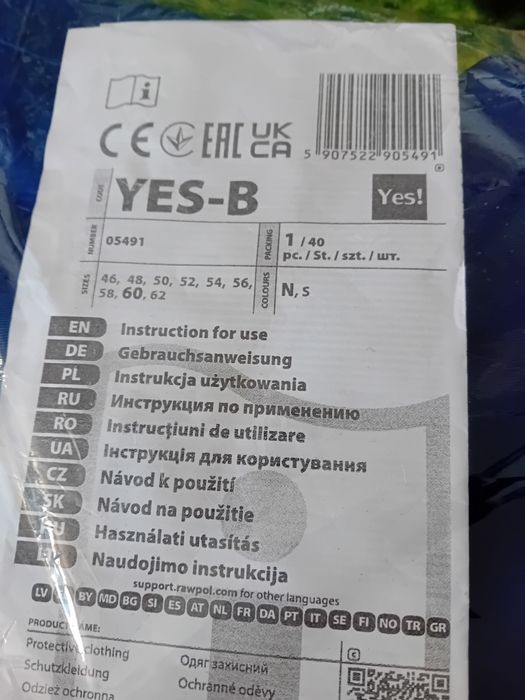 CE EAC UK CA
5 907522 905491
CODE YES-B Yes!
NUMBER 05491 PACKING 1 / 40
pc. / St. / szt. / шт.
SIZES 46, 48, 50, 52, 54, 56,
58, 60, 62 COLOURS N, S
EN Instruction for use
DE Gebrauchsanweisung
PL Instrukcja użytkowania
RU Инструкция по применению
RO Instrucțiuni de utilizare
UA Інструкція для користування
CZ Návod k použití
SK Návod na použitie
Használati utasítás
Naudojimo instrukcija
support.rawpol.com for other languages
LV BY MD BG SI ES AT NL FR DA PT IT SE FI NO TR GR
PRODUCT NAME:
Protective clothing Одяг захисний
Schutzkleidung Ochranné oděvy
Odzież ochronna